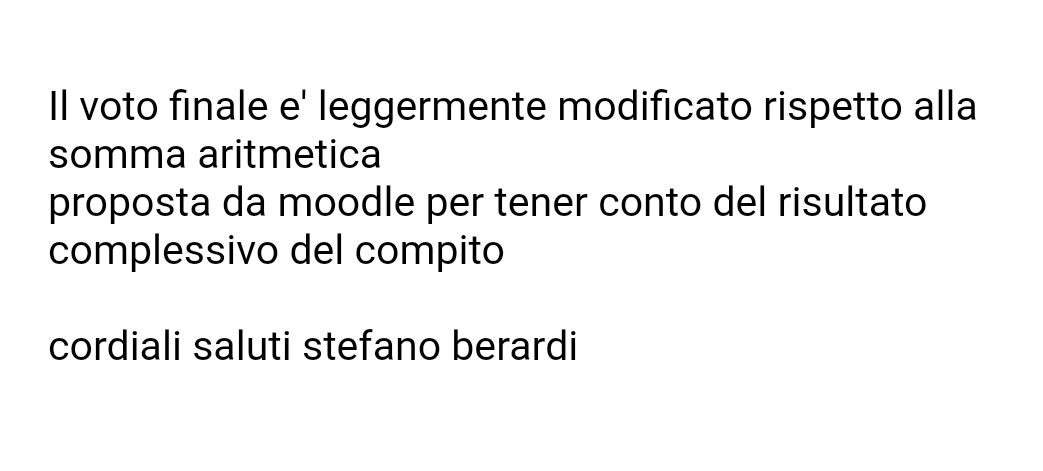 Il voto finale e' leggermente modificato rispetto alla
somma aritmetica
proposta da moodle per tener conto del risultato
complessivo del compito
cordiali saluti stefano berardi